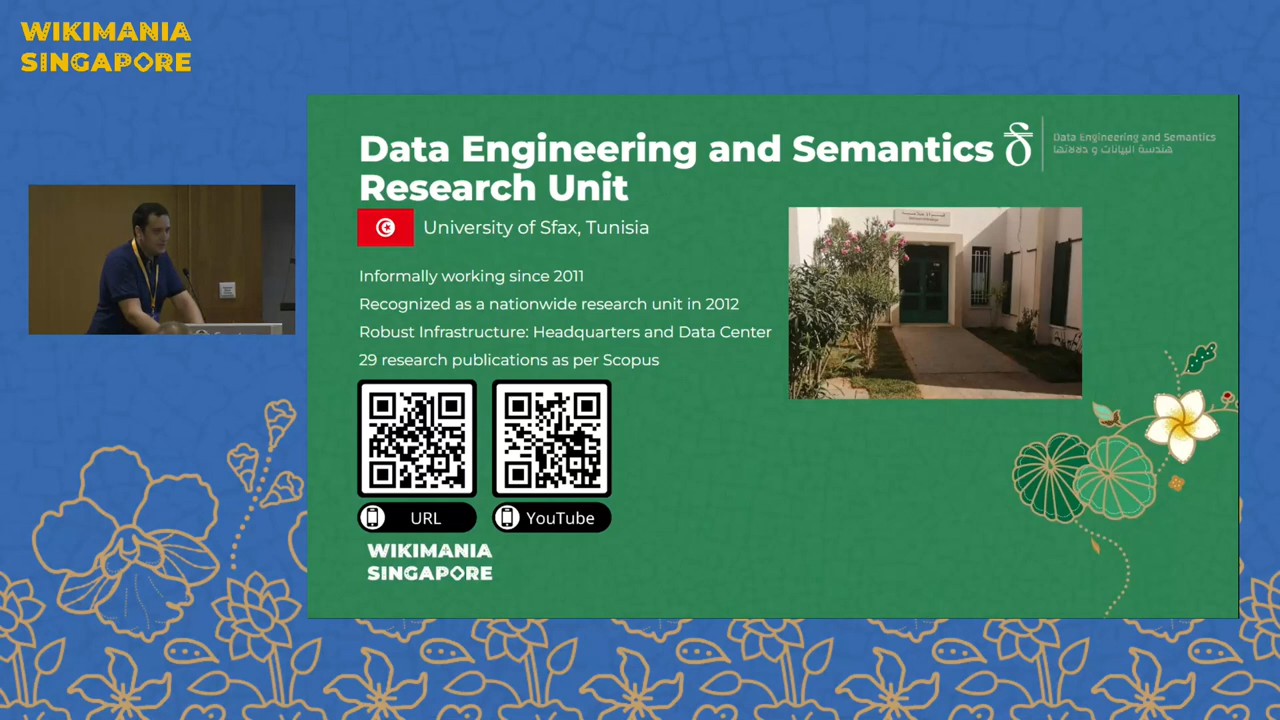 WIKIMANIA
SINGAPORE
Data Engineering and Semantics
Research Unit
Data Engineering and Semantics
هندسة البيانات و دلالاتها
University of Sfax, Tunisia
Informally working since 2011
Recognized as a nationwide research unit in 2012
Robust Infrastructure: Headquarters and Data Center
29 research publications as per Scopus
URL
YouTube
WIKIMANIA
SINGAPORE